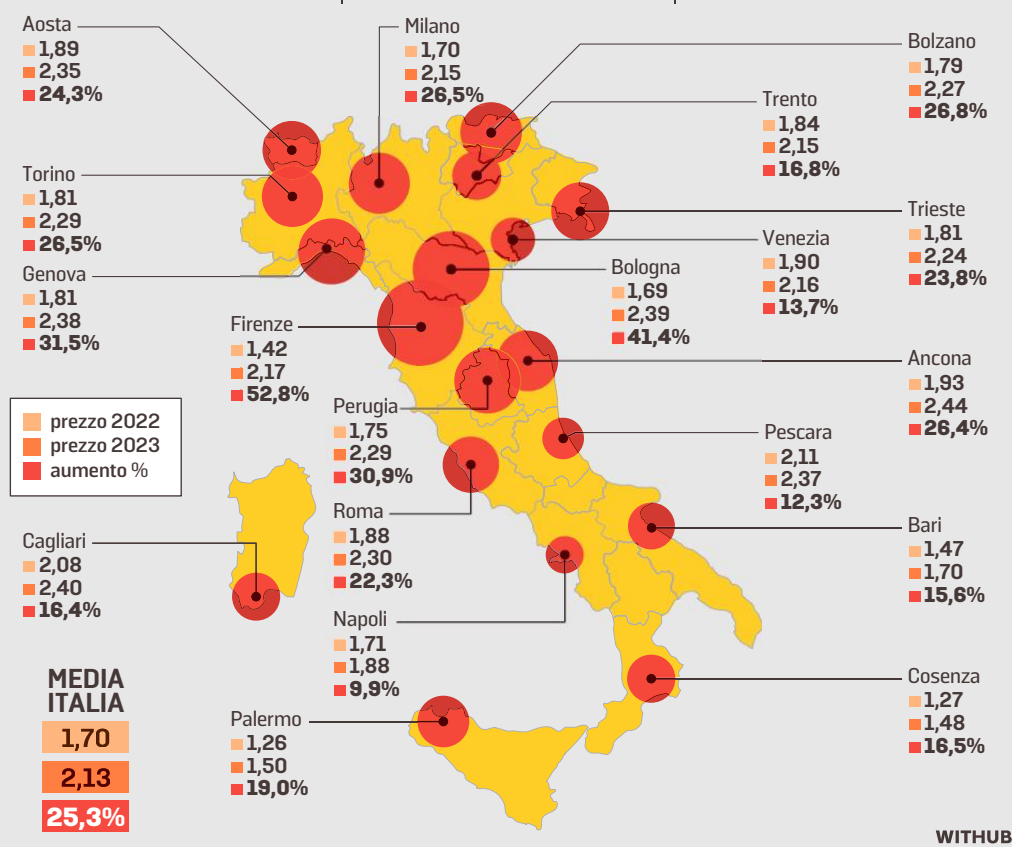 Aosta
1,89
2,35
24,3%
Milano
1,70
2,15
26,5%
Bolzano
1,79
2,27
26,8%
Trento
1,84
2,15
16,8%
Torino
1,81
2,29
26,5%
Trieste
1,81
2,24
23,8%
Venezia
1,90
2,16
13,7%
Genova
1,81
2,38
31,5%
Bologna
1,69
2,39
41,4%
Firenze
1,42
2,17
52,8%
Ancona
1,93
2,44
26,4%
prezzo 2022
prezzo 2023
aumento %
Perugia
1,75
2,29
30,9%
Pescara
2,11
2,37
12,3%
Roma
1,88
2,30
22,3%
Bari
1,47
1,70
15,6%
Cagliari
2,08
2,40
16,4%
Napoli
1,71
1,88
9,9%
MEDIA
ITALIA
1,70
2,13
25,3%
Cosenza
1,27
1,48
16,5%
Palermo
1,26
1,50
19,0%
WITHUB